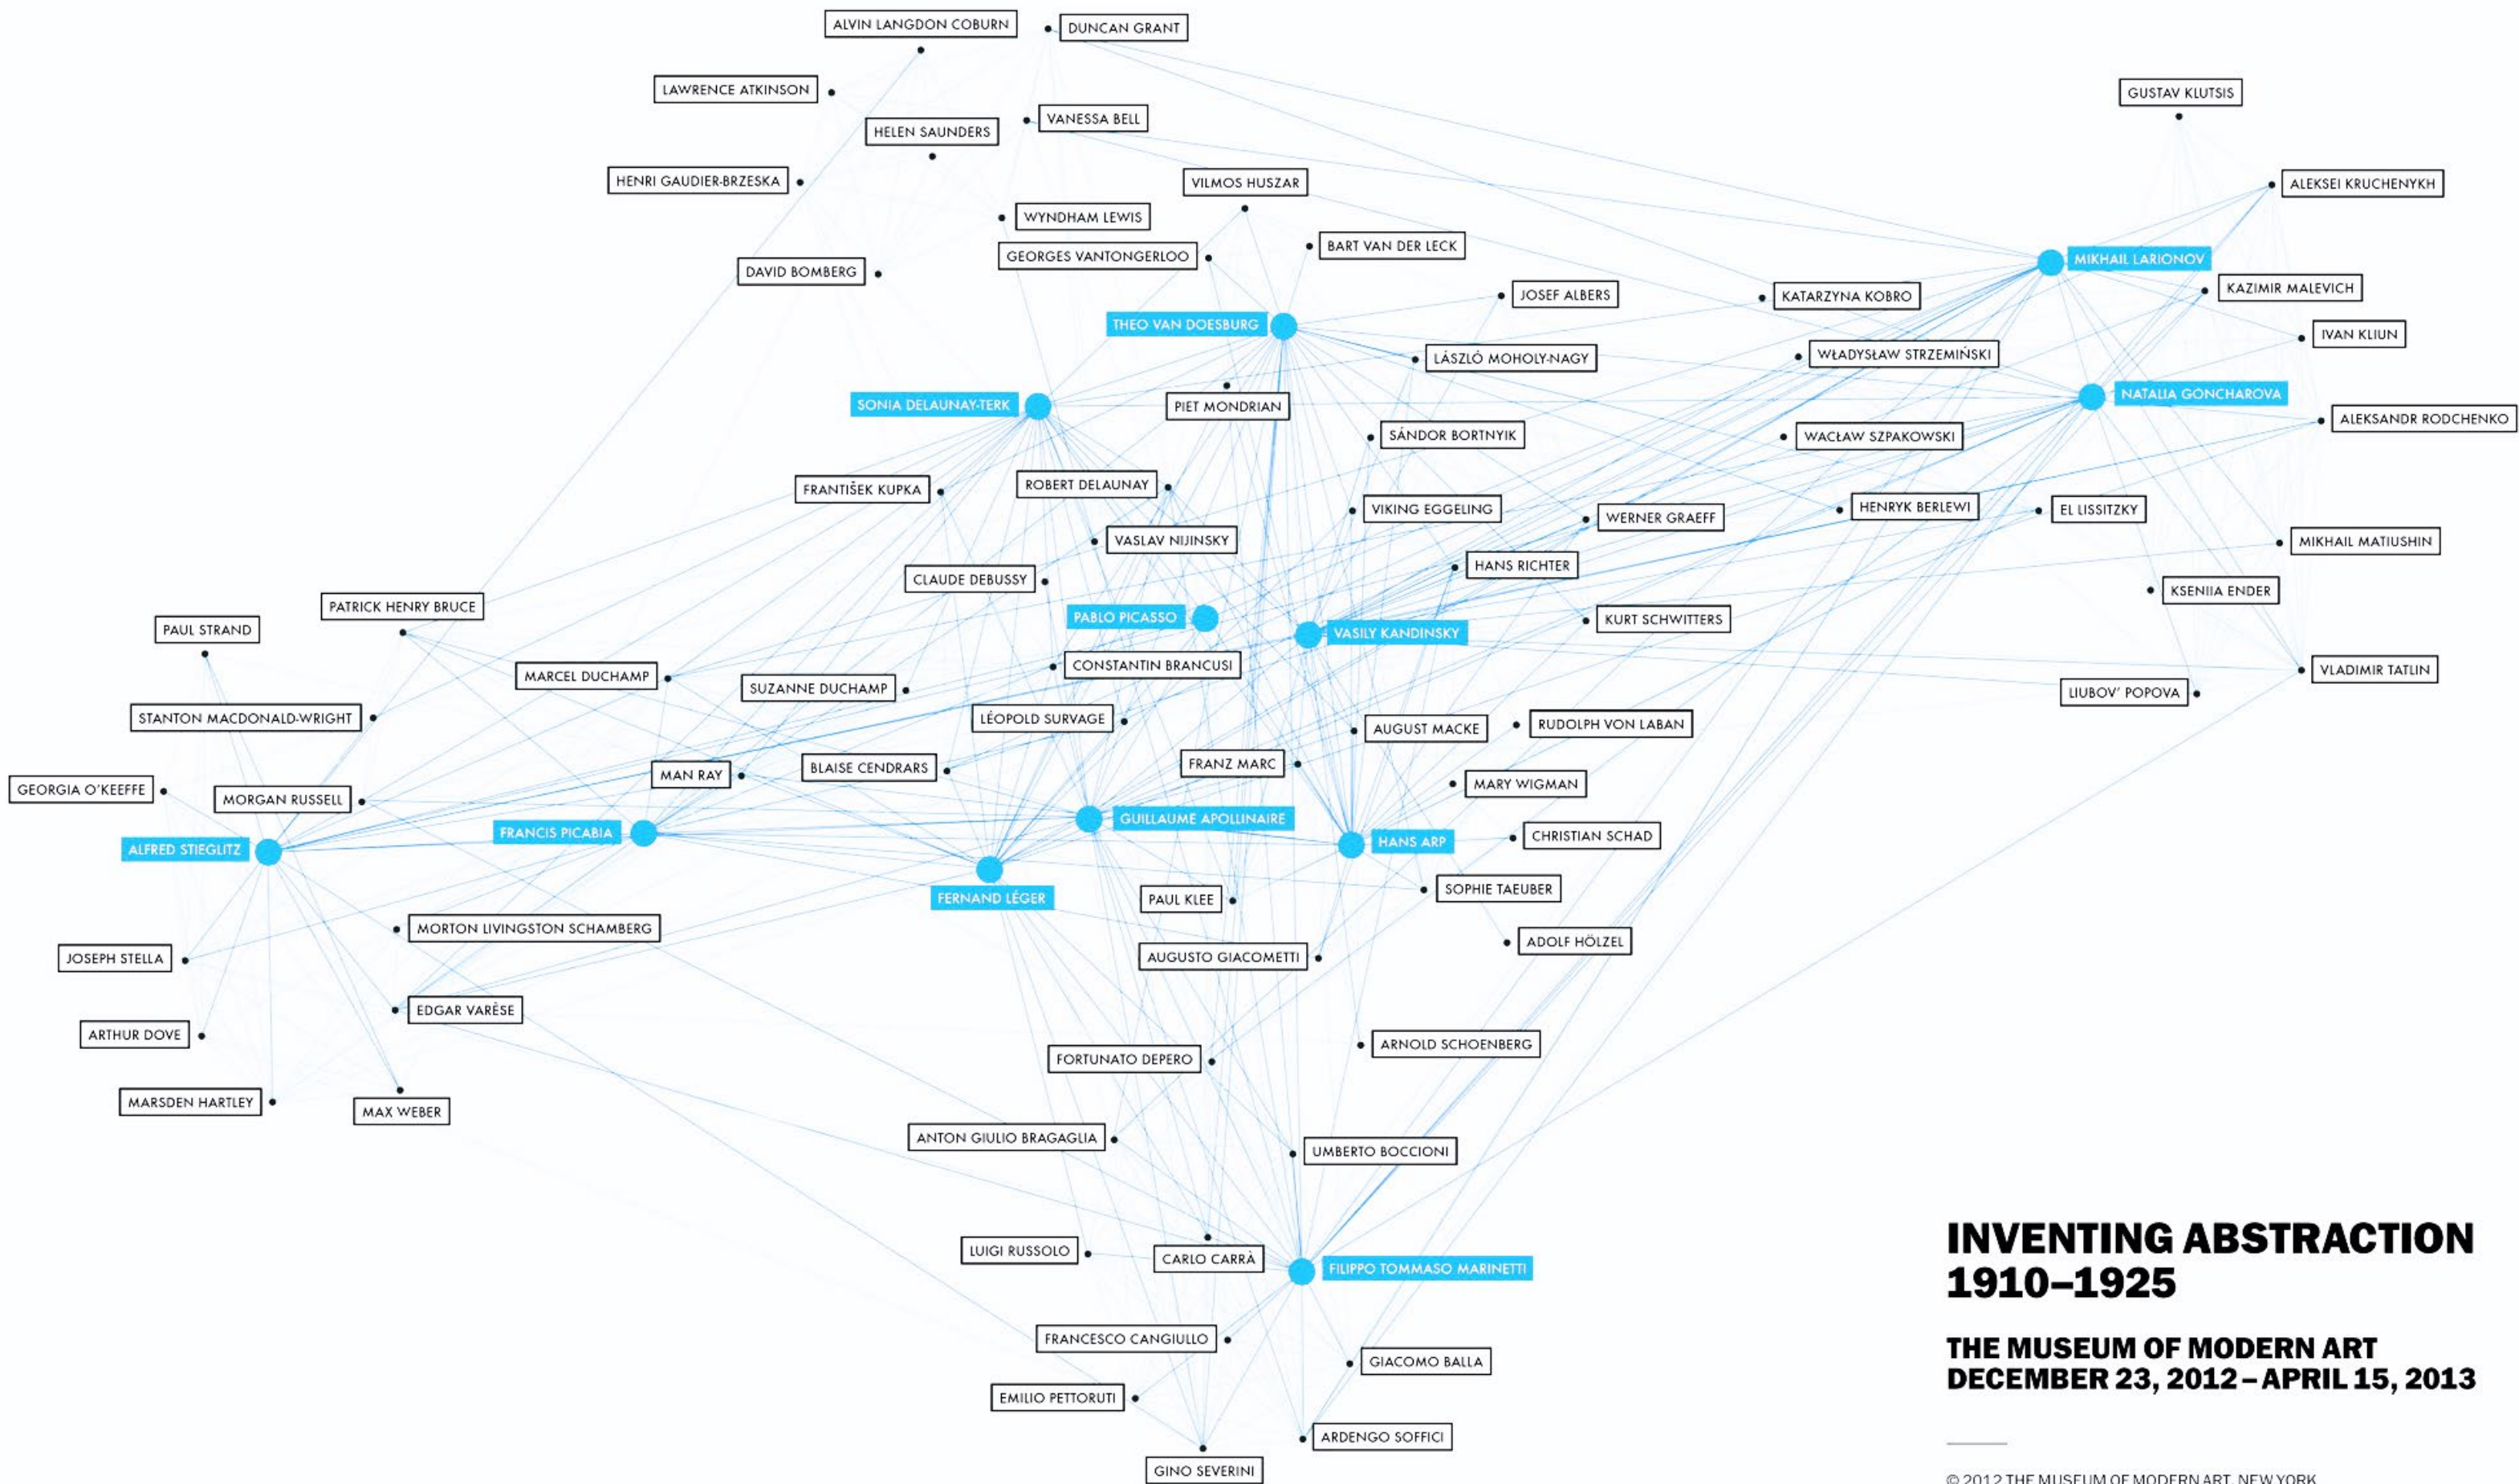 ALVIN LANGDON COBURN
DUNCAN GRANT
LAWRENCE ATKINSON
GUSTAV KLUTSIS
VANESSA BELL
HELEN SAUNDERS
HENRI GAUDIER-BRZESKA
VILMOS HUSZAR
ALEKSEI KRUCHENYKH
WYNDHAM LEWIS
BART VAN DER LECK
GEORGES VANTONGERLOO
MIKHAIL LARIONOV
DAVID BOMBERG
KAZIMIR MALEVICH
JOSEF ALBERS
KATARZYNA KOBRO
THEO VAN DOESBURG
IVAN KLIUN
LÁSZLÓ MOHOLY-NAGY
WŁADYSŁAW STRZEMIŃSKI
NATALIA GONCHAROVA
SONIA DELAUNAY-TERK
PIET MONDRIAN
ALEKSANDR RODCHENKO
SÁNDOR BORTNYIK
WACŁAW SZPAKOWSKI
FRANTIŠEK KUPKA
ROBERT DELAUNAY
VIKING EGGELING
WERNER GRAEFF
HENRYK BERLEWI
EL LISSITZKY
VASLAV NIJINSKY
MIKHAIL MATIUSHIN
HANS RICHTER
CLAUDE DEBUSSY
KSENIIA ENDER
PATRICK HENRY BRUCE
PABLO PICASSO
KURT SCHWITTERS
PAUL STRAND
VASILY KANDINSKY
CONSTANTIN BRANCUSI
VLADIMIR TATLIN
MARCEL DUCHAMP
SUZANNE DUCHAMP
LIUBOV' POPOVA
STANTON MACDONALD-WRIGHT
LÉOPOLD SURVAGE
AUGUST MACKE
RUDOLPH VON LABAN
FRANZ MARC
BLAISE CENDRARS
MAN RAY
MARY WIGMAN
GEORGIA O'KEEFFE
MORGAN RUSSELL
GUILLAUME APOLLINAIRE
FRANCIS PICABIA
CHRISTIAN SCHAD
HANS ARP
ALFRED STIEGLITZ
SOPHIE TAEUBER
FERNAND LÉGER
PAUL KLEE
MORTON LIVINGSTON SCHAMBERG
ADOLF HÖLZEL
AUGUSTO GIACOMETTI
JOSEPH STELLA
EDGAR VARÈSE
ARTHUR DOVE
ARNOLD SCHOENBERG
FORTUNATO DEPERO
MARSDEN HARTLEY
MAX WEBER
ANTON GIULIO BRAGAGLIA
UMBERTO BOCCIONI
LUIGI RUSSOLO
CARLO CARRÀ
FILIPPO TOMMASO MARINETTI
FRANCESCO CANGIULLO
GIACOMO BALLA
EMILIO PETTORUTI
ARDENGO SOFFICI
GINO SEVERINI
INVENTING ABSTRACTION
1910–1925
THE MUSEUM OF MODERN ART
DECEMBER 23, 2012 – APRIL 15, 2013
© 2012 THE MUSEUM OF MODERN ART, NEW YORK